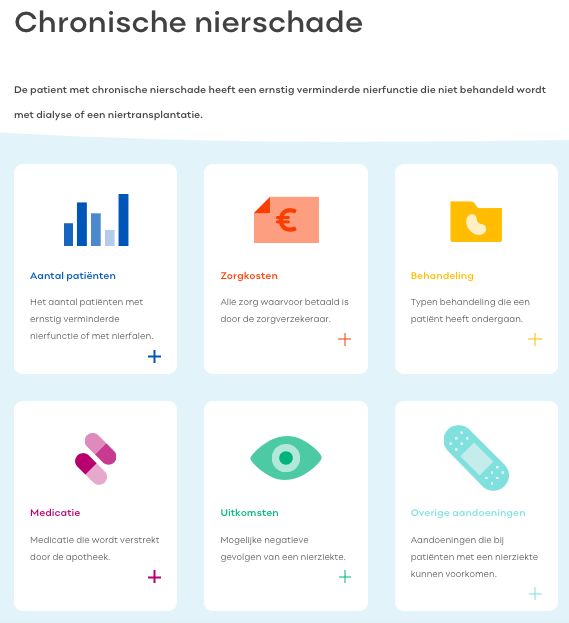 Chronische nierschade
De patient met chronische nierschade heeft een ernstig verminderde nierfunctie die niet behandeld wordt
met dialyse of een niertransplantatie.
Aantal patiënten
Het aantal patiënten met
ernstig verminderde
nierfunctie of met nierfalen.
Zorgkosten
Alle zorg waarvoor betaald is
door de zorgverzekeraar.
Behandeling
Typen behandeling die een
patiënt heeft ondergaan.
Medicatie
Medicatie die wordt verstrekt
door de apotheek.
Uitkomsten
Mogelijke negatieve
gevolgen van een nierziekte.
Overige aandoeningen
Aandoeningen die bij
patiënten met een nierziekte
kunnen voorkomen.